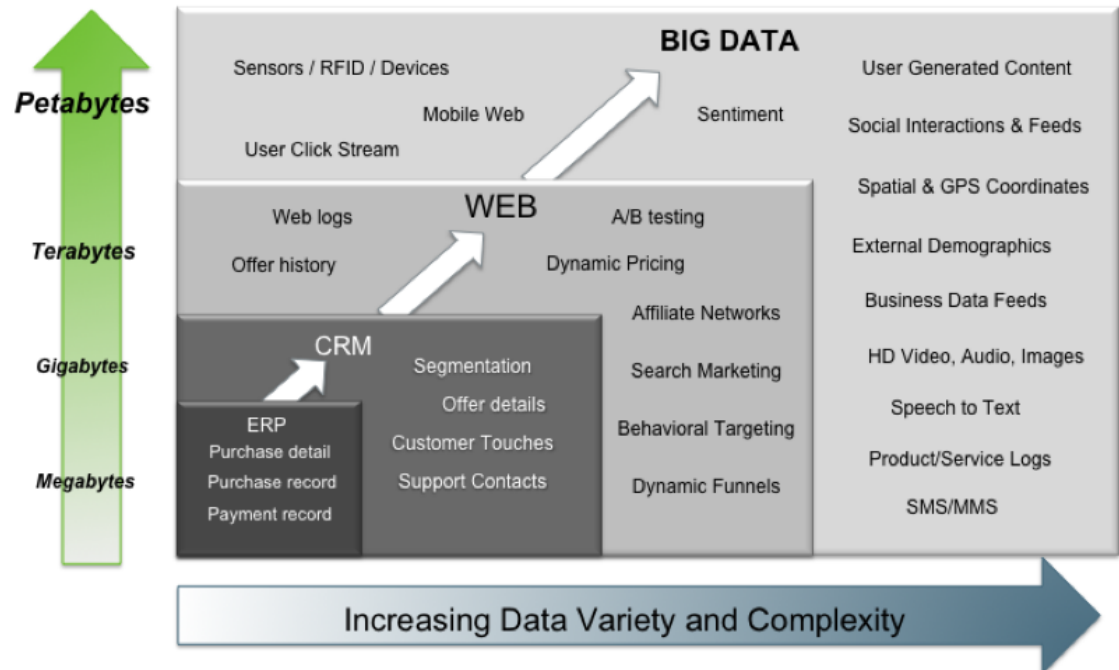 BIG DATA
Sensors / RFID / Devices
User Generated Content
Petabytes
Mobile Web
Sentiment
Social Interactions & Feeds
User Click Stream
Spatial & GPS Coordinates
WEB
Web logs
A/B testing
Terabytes
External Demographics
Offer history
Dynamic Pricing
Business Data Feeds
Affiliate Networks
CRM
Gigabytes
Segmentation
Search Marketing
HD Video, Audio, Images
Offer details
Speech to Text
ERP
Purchase detail
Customer Touches
Behavioral Targeting
Product/Service Logs
Megabytes
Purchase record
Support Contacts
Dynamic Funnels
SMS/MMS
Payment record
Increasing Data Variety and Complexity